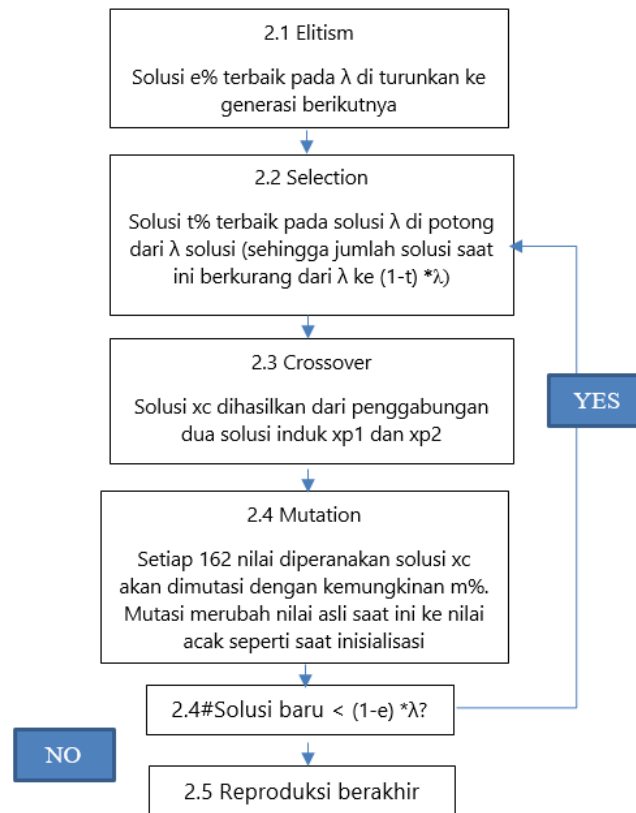 2.1 Elitism
Solusi e% terbaik pada λ di turunkan ke
generasi berikutnya
2.2 Selection
Solusi t% terbaik pada solusi λ di potong
dari λ solusi (sehingga jumlah solusi saat
ini berkurang dari λ ke (1-t) *λ)
2.3 Crossover
Solusi xc dihasilkan dari penggabungan
dua solusi induk xp1 dan xp2
YES
2.4 Mutation
Setiap 162 nilai diperanakan solusi xc
akan dimutasi dengan kemungkinan m%.
Mutasi merubah nilai asli saat ini ke nilai
acak seperti saat inisialisasi
2.4#Solusi baru < (1-e) *λ?
NO
2.5 Reproduksi berakhir